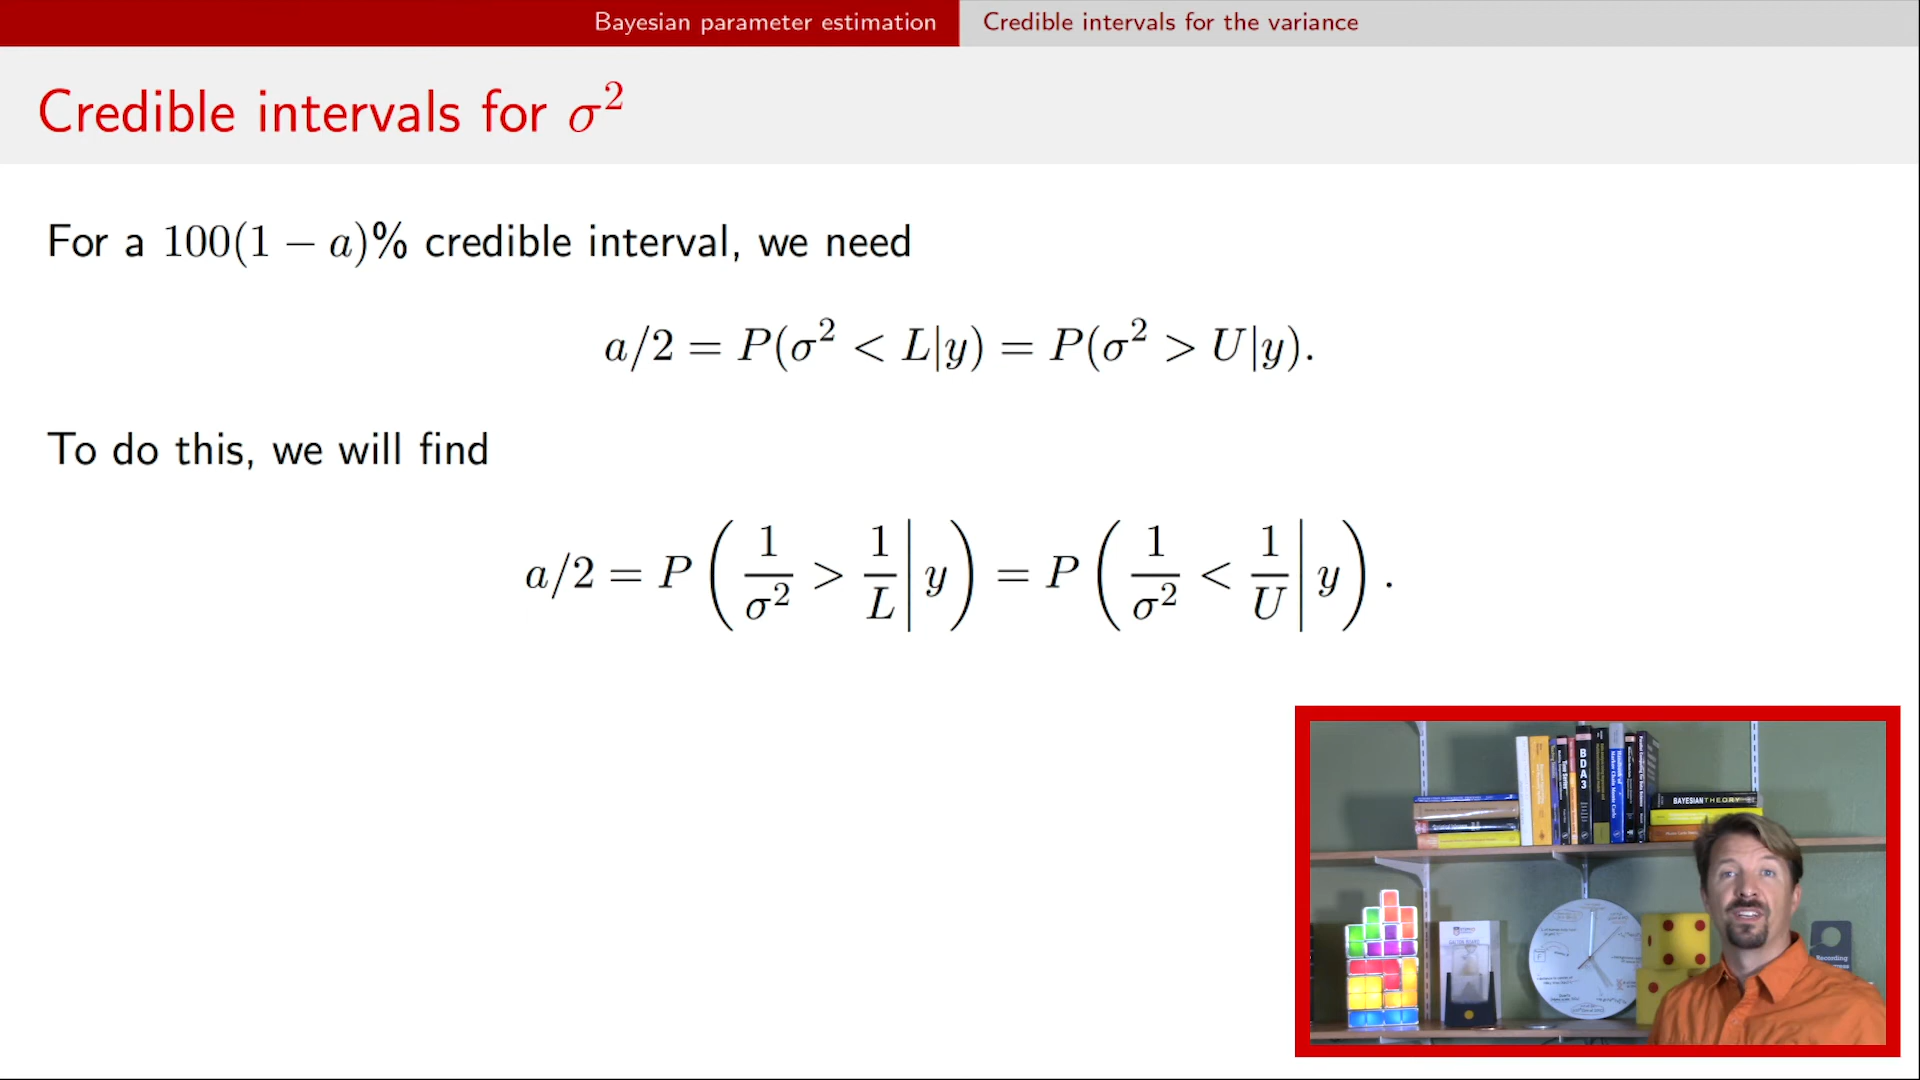 Bayesian parameter estimation
Credible intervals for the variance
Credible intervals for σ²
For a 100(1 − a)% credible interval, we need
a/2 = P(σ² < L|y) = P(σ² > U|y).
To do this, we will find
a/2 = P(1/σ² > 1/L | y) = P(1/σ² < 1/U | y).
BDA3
BAYESIAN THEORY
Recording